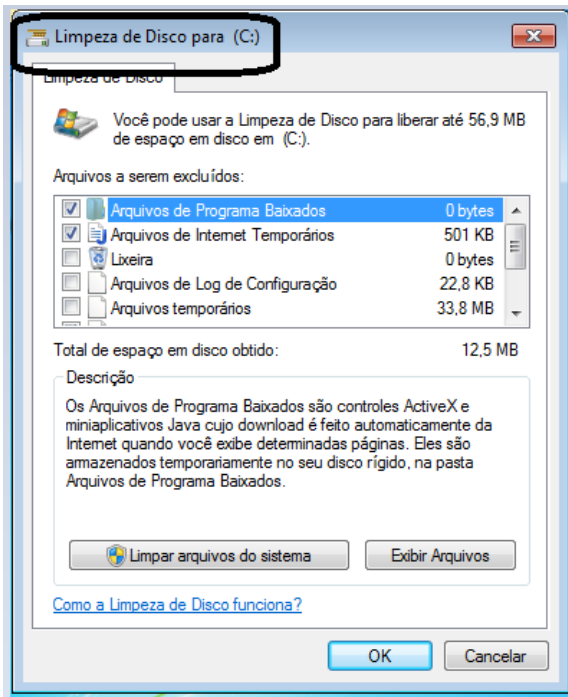 Limpeza de Disco para (C:)
Limpeza de Disco
Você pode usar a Limpeza de Disco para liberar até 56,9 MB
de espaço em disco em (C:).
Arquivos a serem excluídos:
Arquivos de Programa Baixados 0 bytes
Arquivos de Internet Temporários 501 KB
Lixeira 0 bytes
Arquivos de Log de Configuração 22,8 KB
Arquivos temporários 33,8 MB
Total de espaço em disco obtido: 12,5 MB
Descrição
Os Arquivos de Programa Baixados são controles ActiveX e
miniaplicativos Java cujo download é feito automaticamente da
Internet quando você exibe determinadas páginas. Eles são
armazenados temporariamente no seu disco rígido, na pasta
Arquivos de Programa Baixados.
Limpar arquivos do sistema Exibir Arquivos
Como a Limpeza de Disco funciona?
OK Cancelar